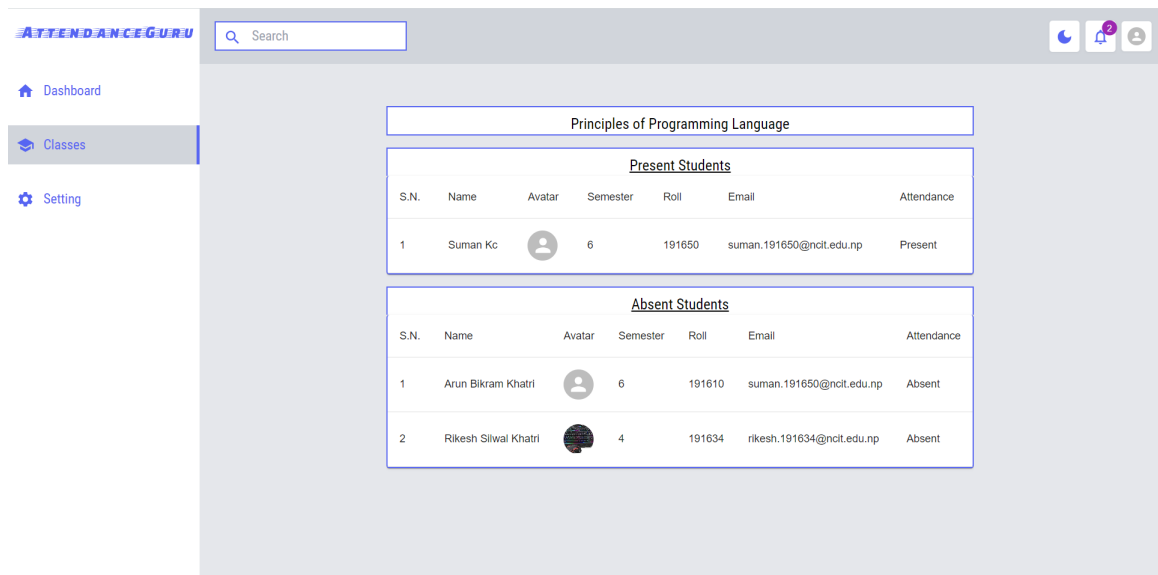 ATTENDANCEGURU
Search
2
Dashboard
Classes
Setting
Principles of Programming Language
Present Students
S.N. Name Avatar Semester Roll Email Attendance
1 Suman Kc 6 191650 suman.191650@ncit.edu.np Present
Absent Students
S.N. Name Avatar Semester Roll Email Attendance
1 Arun Bikram Khatri 6 191610 suman.191650@ncit.edu.np Absent
2 Rikesh Silwal Khatri 4 191634 rikesh.191634@ncit.edu.np Absent